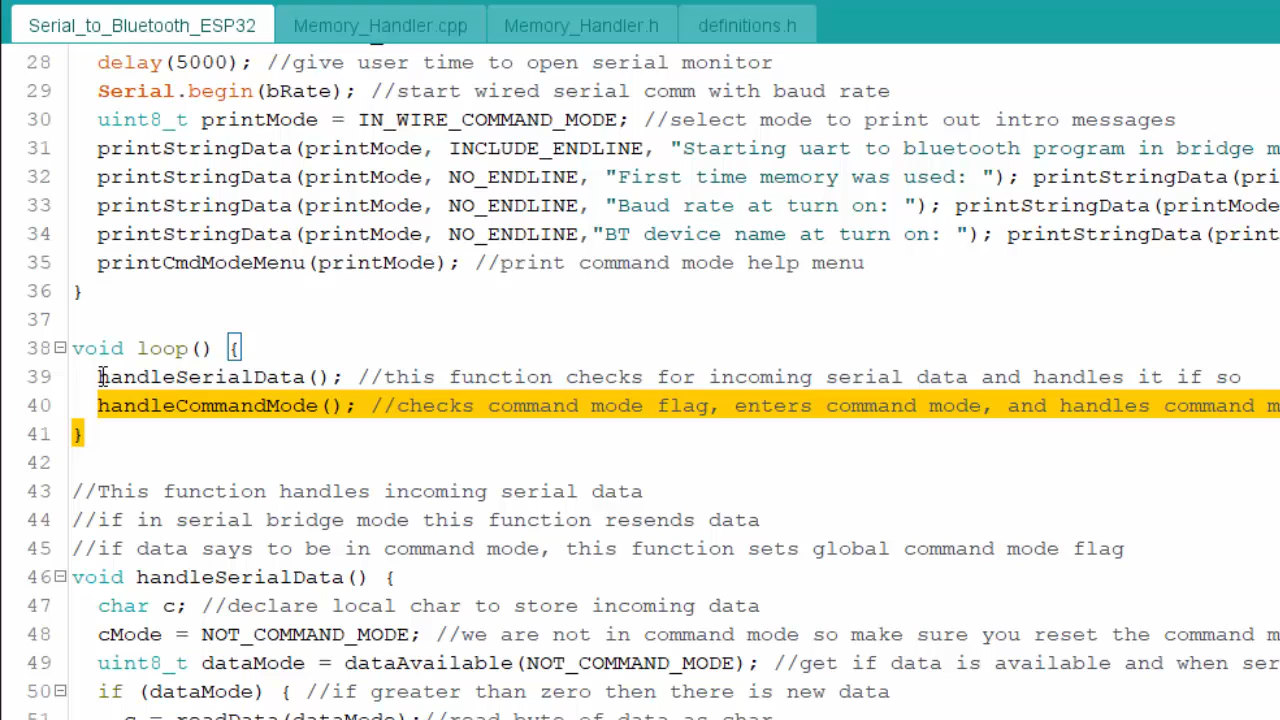 Serial_to_Bluetooth_ESP32 Memory_Handler.cpp Memory_Handler.h definitions.h
28 delay(5000); //give user time to open serial monitor
29 Serial.begin(bRate); //start wired serial comm with baud rate
30 uint8_t printMode = IN_WIRE_COMMAND_MODE; //select mode to print out intro messages
31 printStringData(printMode, INCLUDE_ENDLINE, "Starting uart to bluetooth program in bridge m
32 printStringData(printMode, NO_ENDLINE, "First time memory was used: "); printStringData(pri
33 printStringData(printMode, NO_ENDLINE, "Baud rate at turn on: "); printStringData(printMode
34 printStringData(printMode, NO_ENDLINE,"BT device name at turn on: "); printStringData(print
35 printCmdModeMenu(printMode); //print command mode help menu
36 }
37
38 void loop() {
39 handleSerialData(); //this function checks for incoming serial data and handles it if so
40 handleCommandMode(); //checks command mode flag, enters command mode, and handles command m
41 }
42
43 //This function handles incoming serial data
44 //if in serial bridge mode this function resends data
45 //if data says to be in command mode, this function sets global command mode flag
46 void handleSerialData() {
47 char c; //declare local char to store incoming data
48 cMode = NOT_COMMAND_MODE; //we are not in command mode so make sure you reset the command m
49 uint8_t dataMode = dataAvailable(NOT_COMMAND_MODE); //get if data is available and when ser
50 if (dataMode) { //if greater than zero then there is new data
51 c = readData(dataMode);//read byte of data as char